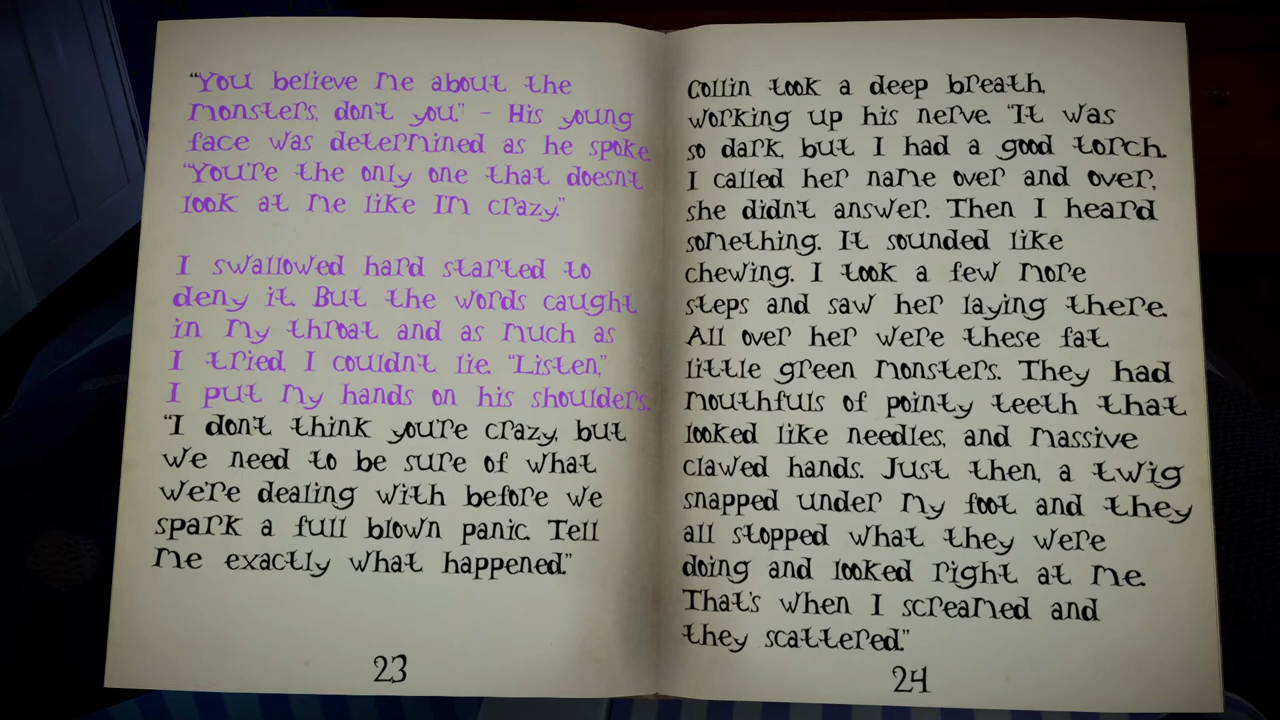 "You believe me about the
monsters, don't you." - His young
face was determined as he spoke.
"You're the only one that doesn't
look at me like I'm crazy."
I swallowed hard started to
deny it. But the words caught
in my throat and as much as
I tried, I couldn't lie. "Listen,"
I put my hands on his shoulders.
"I don't think you're crazy, but
we need to be sure of what
we're dealing with before we
spark a full blown panic. Tell
me exactly what happened."
23
Collin took a deep breath,
working up his nerve. "It was
so dark, but I had a good torch.
I called her name over and over,
she didn't answer. Then I heard
something. It sounded like
chewing. I took a few more
steps and saw her laying there.
All over her were these fat
little green monsters. They had
mouthfuls of pointy teeth that
looked like needles, and massive
clawed hands. Just then, a twig
snapped under my foot and they
all stopped what they were
doing and looked right at me.
That's when I screamed and
they scattered."
24